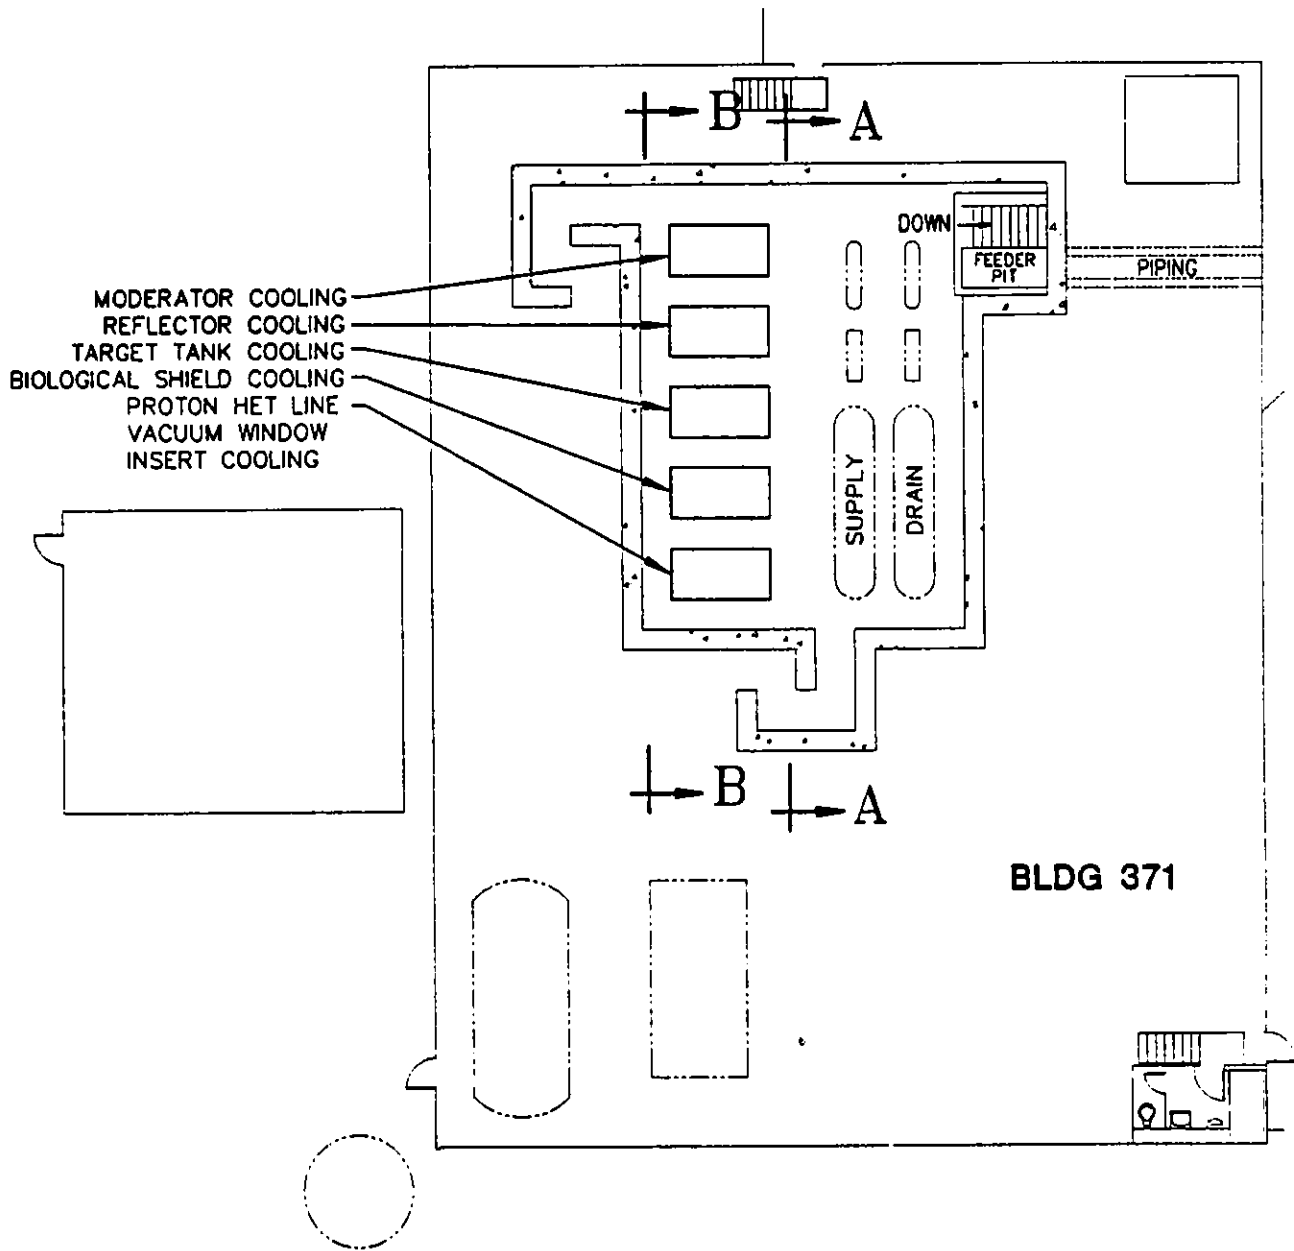 B
A
DOWN
FEEDER
PIT
PIPING
MODERATOR COOLING
REFLECTOR COOLING
TARGET TANK COOLING
BIOLOGICAL SHIELD COOLING
PROTON HET LINE
VACUUM WINDOW
INSERT COOLING
SUPPLY
DRAIN
B
A
BLDG 371